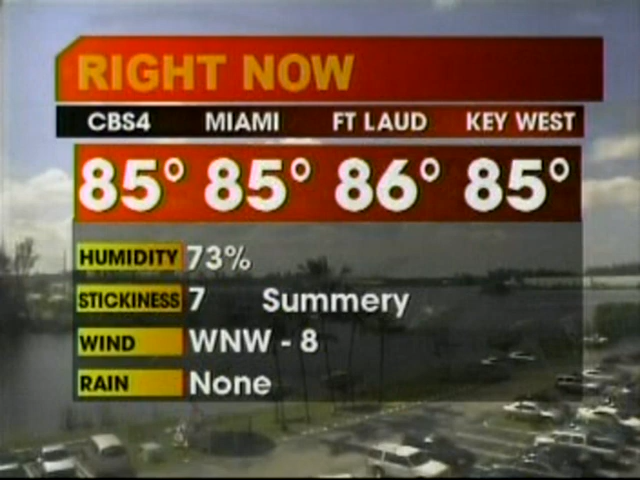 RIGHT NOW
CBS4 MIAMI FT LAUD KEY WEST
85° 85° 86° 85°
HUMIDITY 73%
STICKINESS 7 Summery
WIND WNW - 8
RAIN None